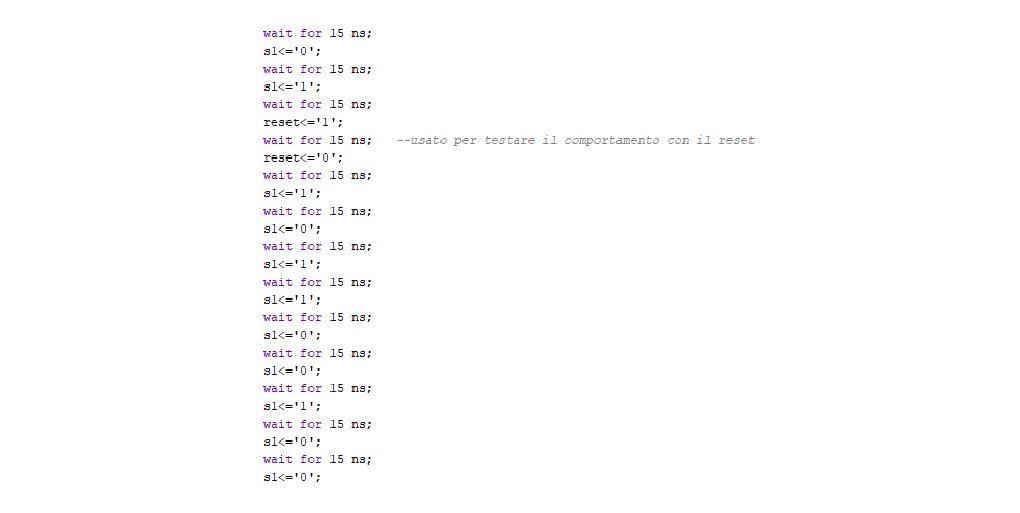 wait for 15 ns;
s1<='0';
wait for 15 ns;
s1<='1';
wait for 15 ns;
reset<='1';
wait for 15 ns; --usato per testare il comportamento con il reset
reset<='0';
wait for 15 ns;
s1<='1';
wait for 15 ns;
s1<='0';
wait for 15 ns;
s1<='1';
wait for 15 ns;
s1<='1';
wait for 15 ns;
s1<='0';
wait for 15 ns;
s1<='0';
wait for 15 ns;
s1<='1';
wait for 15 ns;
s1<='0';
wait for 15 ns;
s1<='0';